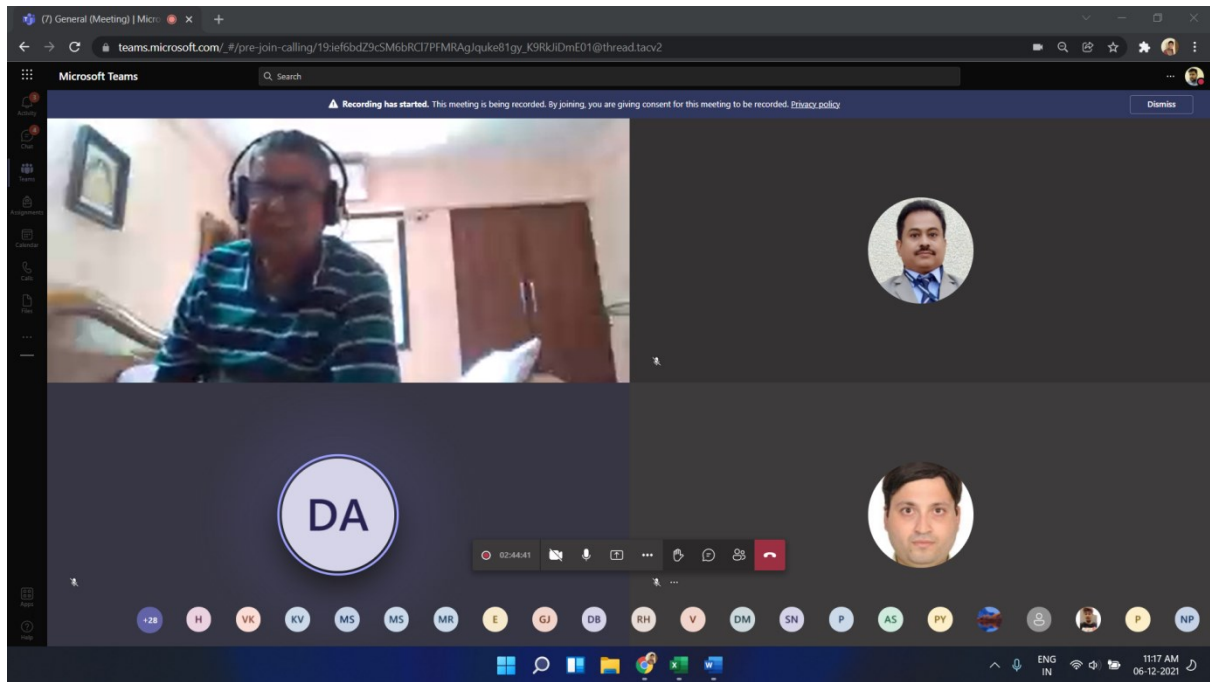 (7) General (Meeting) | Micro
teams.microsoft.com/_#/pre-join-calling/19:ief6bdZ9cSM6bRCl7PFMRAgJquke81gy_K9RkJiDmE01@thread.tacv2
Microsoft Teams
Search
Recording has started. This meeting is being recorded. By joining, you are giving consent for this meeting to be recorded. Privacy policy
Dismiss
3
Activity
4
Chat
Teams
Assignments
Calendar
Calls
Files
DA
02:44:41
Apps
Help
+28 H VK KV MS MS MR E GJ DB RH V DM SN P AS PY P NP
ENG
IN
11:17 AM
06-12-2021